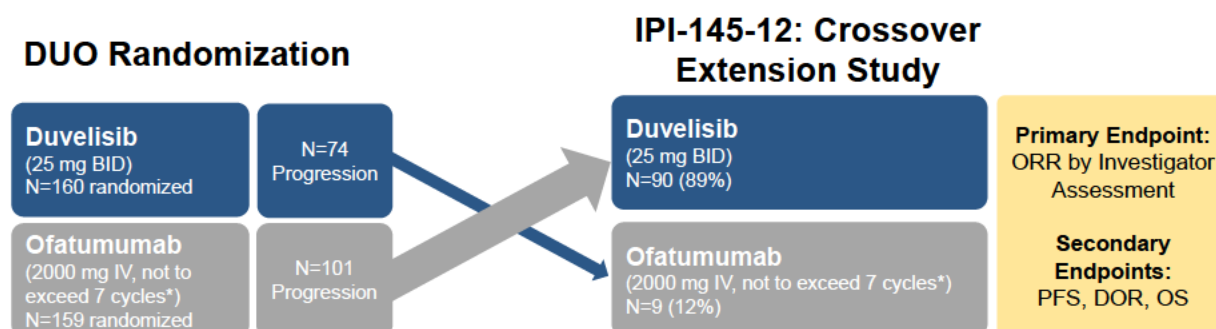 DUO Randomization
IPI-145-12: Crossover
Extension Study
Duvelisib
(25 mg BID)
N=160 randomized
N=74
Progression
Ofatumumab
(2000 mg IV, not to
exceed 7 cycles*)
N=159 randomized
N=101
Progression
Duvelisib
(25 mg BID)
N=90 (89%)
Ofatumumab
(2000 mg IV, not to exceed 7 cycles*)
N=9 (12%)
Primary Endpoint:
ORR by Investigator
Assessment
Secondary
Endpoints:
PFS, DOR, OS